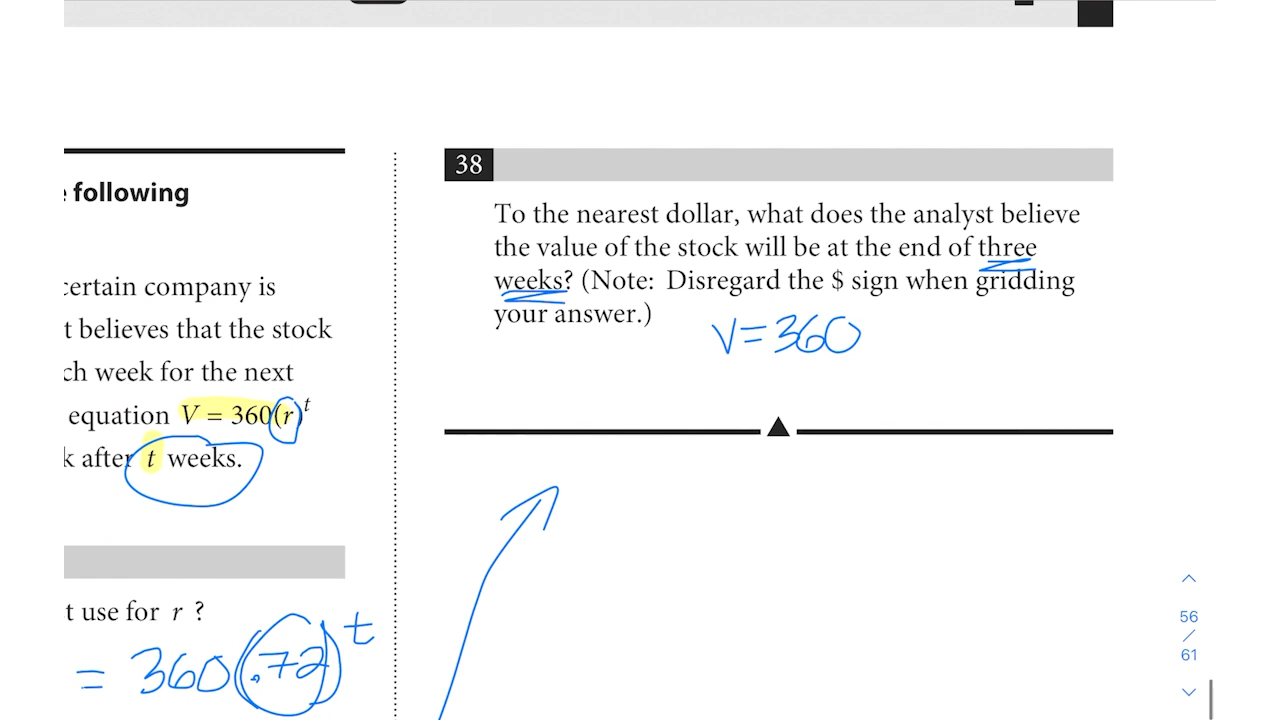 following
certain company is
t believes that the stock
ch week for the next
equation V = 360(r)^t
k after t weeks.
t use for r ?
= 360(.72)^t
38
To the nearest dollar, what does the analyst believe
the value of the stock will be at the end of three
weeks? (Note: Disregard the $ sign when gridding
your answer.)
V=360
56
/
61